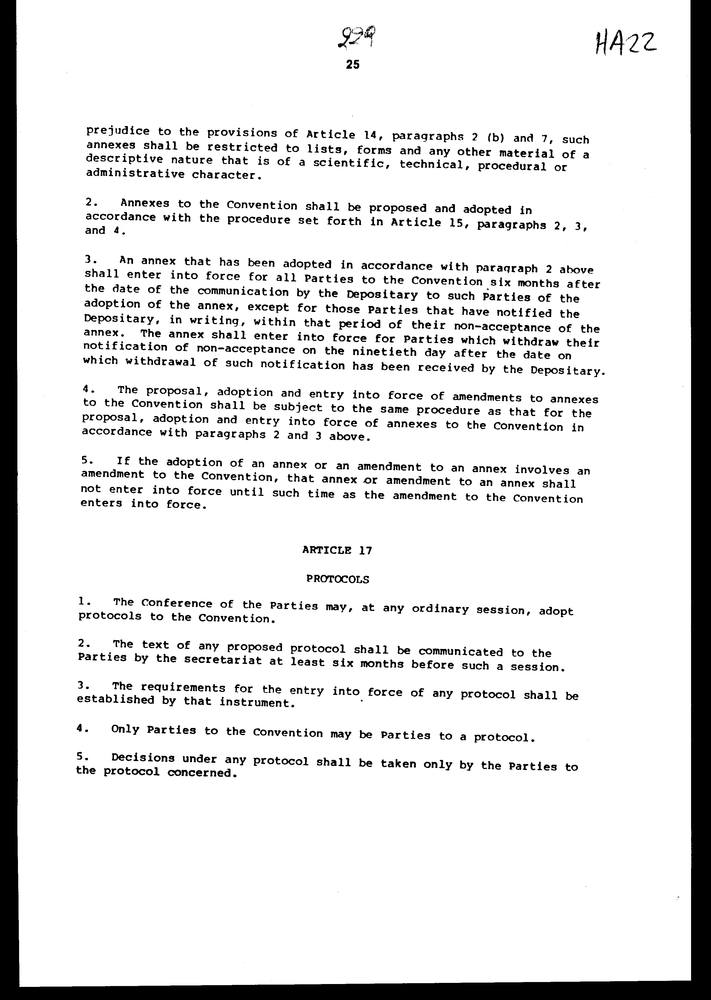 229
HA22
25
prejudice to the provisions of Article 14, paragraphs 2 (b) and 7, such
annexes shall be restricted to lists, forms and any other material of a
descriptive nature that is of a scientific, technical, procedural or
administrative character.
2. Annexes to the Convention shall be proposed and adopted in
accordance with the procedure set forth in Article 15, paragraphs 2, 3,
and 4.
3. An annex that has been adopted in accordance with paragraph 2 above
shall enter into force for all Parties to the Convention six months after
the date of the communication by the Depositary to such Parties of the
adoption of the annex, except for those Parties that have notified the
Depositary, in writing, within that period of their non-acceptance of the
annex. The annex shall enter into force for Parties which withdraw their
notification of non-acceptance on the ninetieth day after the date on
which withdrawal of such notification has been received by the Depositary.
4. The proposal, adoption and entry into force of amendments to annexes
to the Convention shall be subject to the same procedure as that for the
proposal, adoption and entry into force of annexes to the Convention in
accordance with paragraphs 2 and 3 above.
5. If the adoption of an annex or an amendment to an annex involves an
amendment to the Convention, that annex or amendment to an annex shall
not enter into force until such time as the amendment to the Convention
enters into force.
ARTICLE 17
PROTOCOLS
1. The Conference of the Parties may, at any ordinary session, adopt
protocols to the Convention.
2. The text of any proposed protocol shall be communicated to the
Parties by the secretariat at least six months before such a session.
3. The requirements for the entry into force of any protocol shall be
established by that instrument.
4. Only Parties to the Convention may be Parties to a protocol.
5. Decisions under any protocol shall be taken only by the Parties to
the protocol concerned.